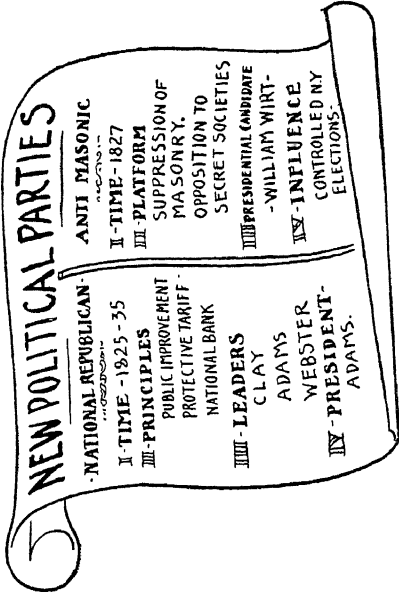 NEW POLITICAL PARTIES
-NATIONAL REPUBLICAN-
I-TIME-1825-35
II-PRINCIPLES
PUBLIC IMPROVEMENT
PROTECTIVE TARIFF-
NATIONAL BANK
III-LEADERS
CLAY
ADAMS
WEBSTER
IV-PRESIDENT-
ADAMS.
ANTI MASONIC
I-TIME-1827
II-PLATFORM
SUPPRESSION OF
MASONRY.
OPPOSITION TO
SECRET SOCIETIES
III PRESIDENTIAL CANDIDATE
-WILLIAM WIRT-
IV-INFLUENCE
CONTROLLED N.Y
ELECTIONS-